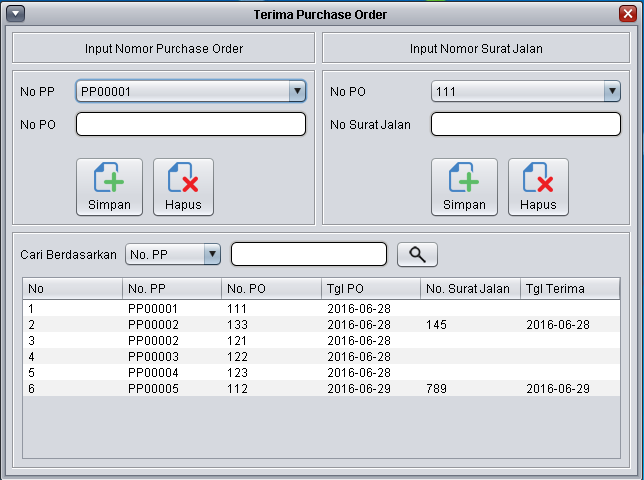 Terima Purchase Order
Input Nomor Purchase Order
Input Nomor Surat Jalan
No PP PP00001
No PO
Simpan Hapus
No PO 111
No Surat Jalan
Simpan Hapus
Cari Berdasarkan No. PP
No No. PP No. PO Tgl PO No. Surat Jalan Tgl Terima
1 PP00001 111 2016-06-28
2 PP00002 133 2016-06-28 145 2016-06-28
3 PP00002 121 2016-06-28
4 PP00003 122 2016-06-28
5 PP00004 123 2016-06-28
6 PP00005 112 2016-06-29 789 2016-06-29